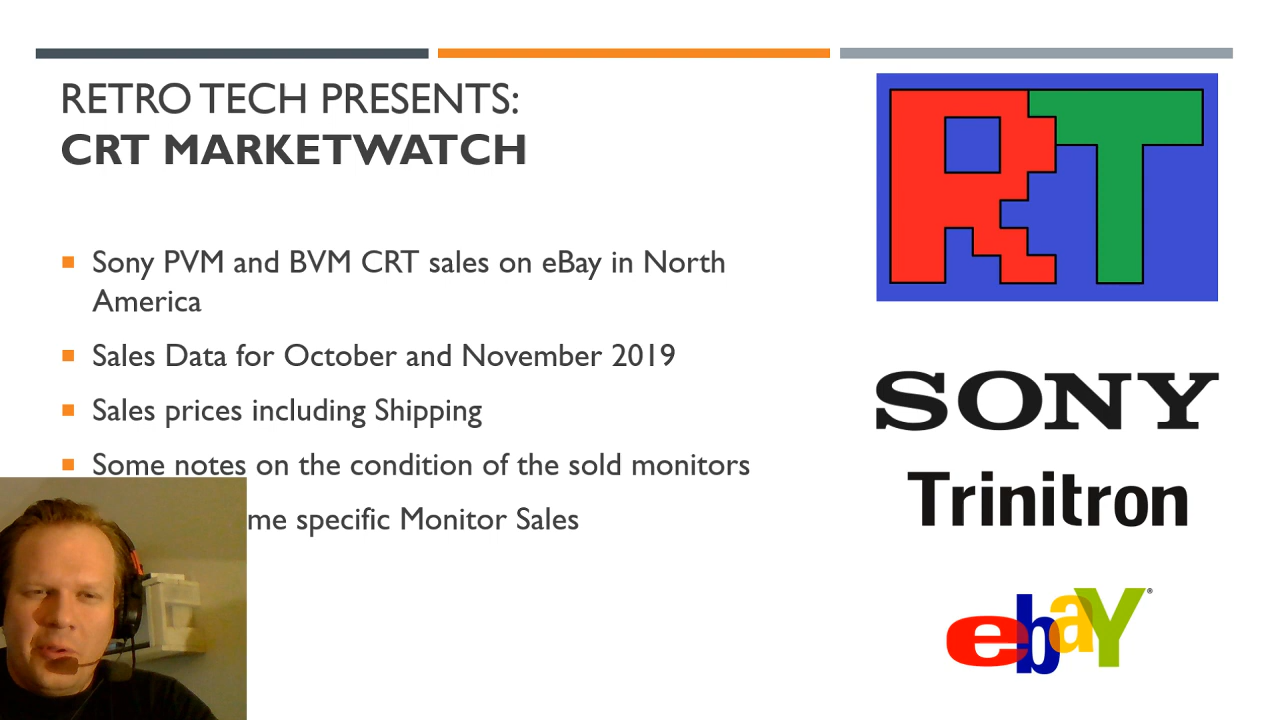 RETRO TECH PRESENTS:
CRT MARKETWATCH
Sony PVM and BVM CRT sales on eBay in North
America
Sales Data for October and November 2019
Sales prices including Shipping
Some notes on the condition of the sold monitors
me specific Monitor Sales
RT
SONY
Trinitron
ebaY®